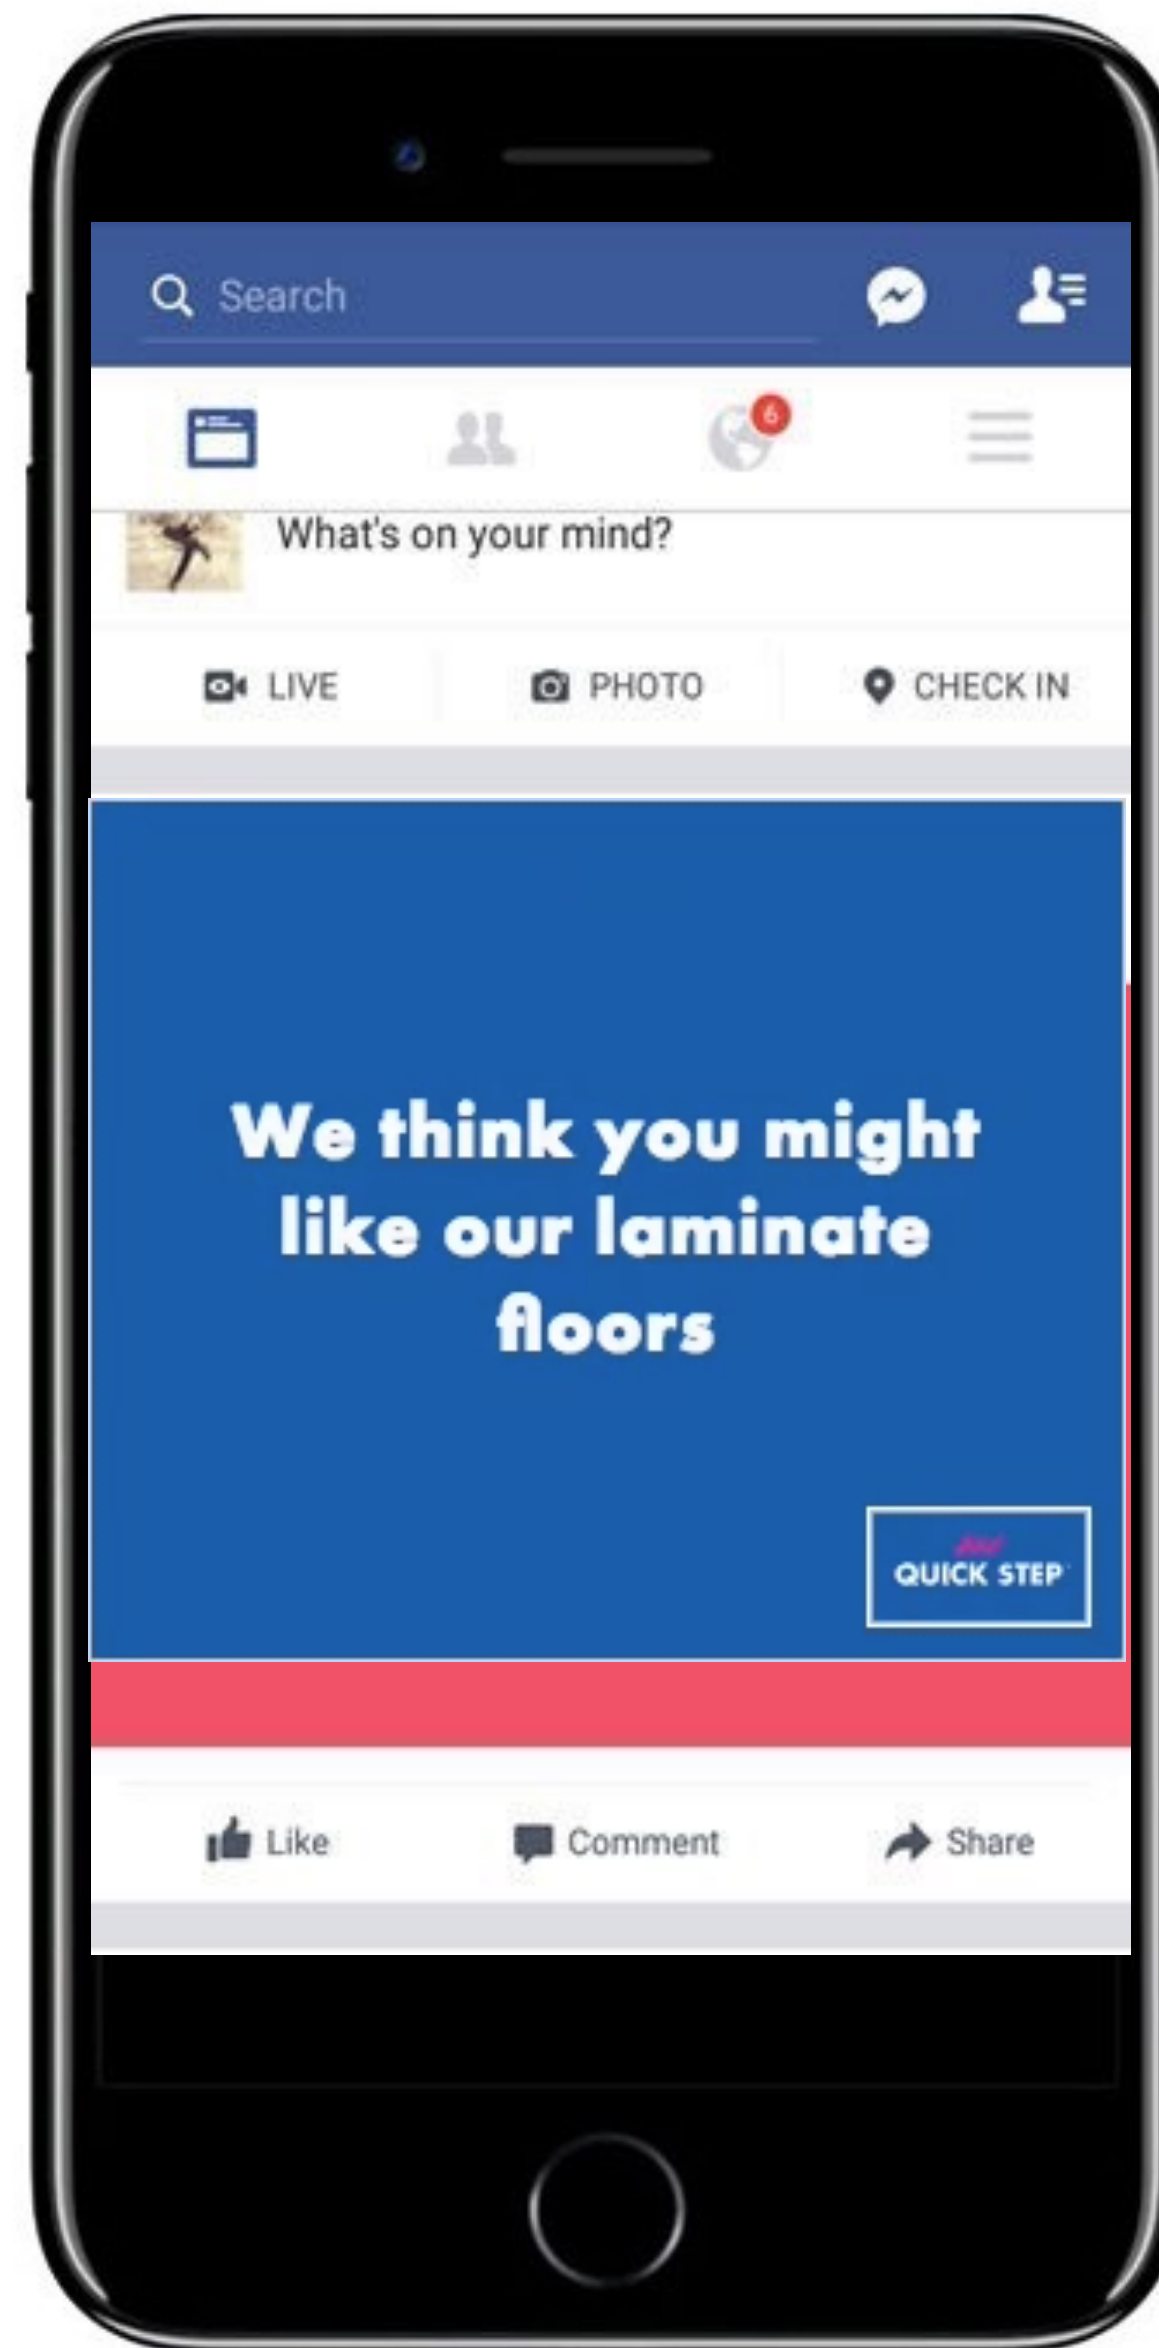 Search
6
What's on your mind?
LIVE PHOTO CHECK IN
We think you might
like our laminate
floors
QUICK STEP
Like Comment Share